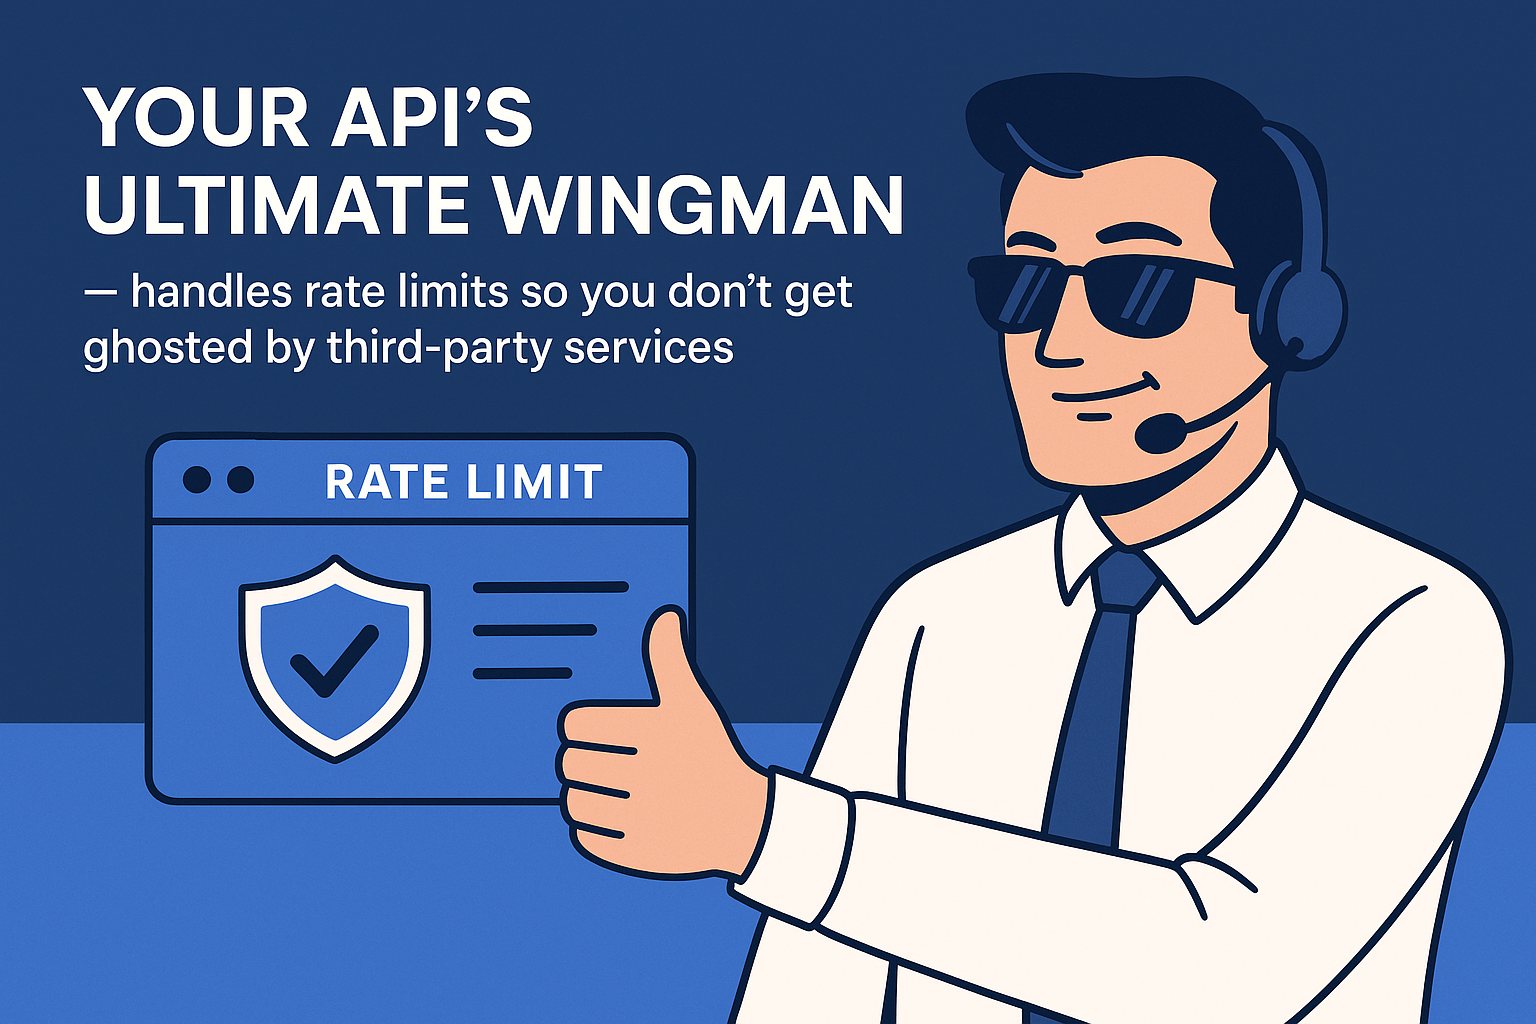 YOUR API’S
ULTIMATE WINGMAN
— handles rate limits so you don’t get
ghosted by third-party services
RATE LIMIT